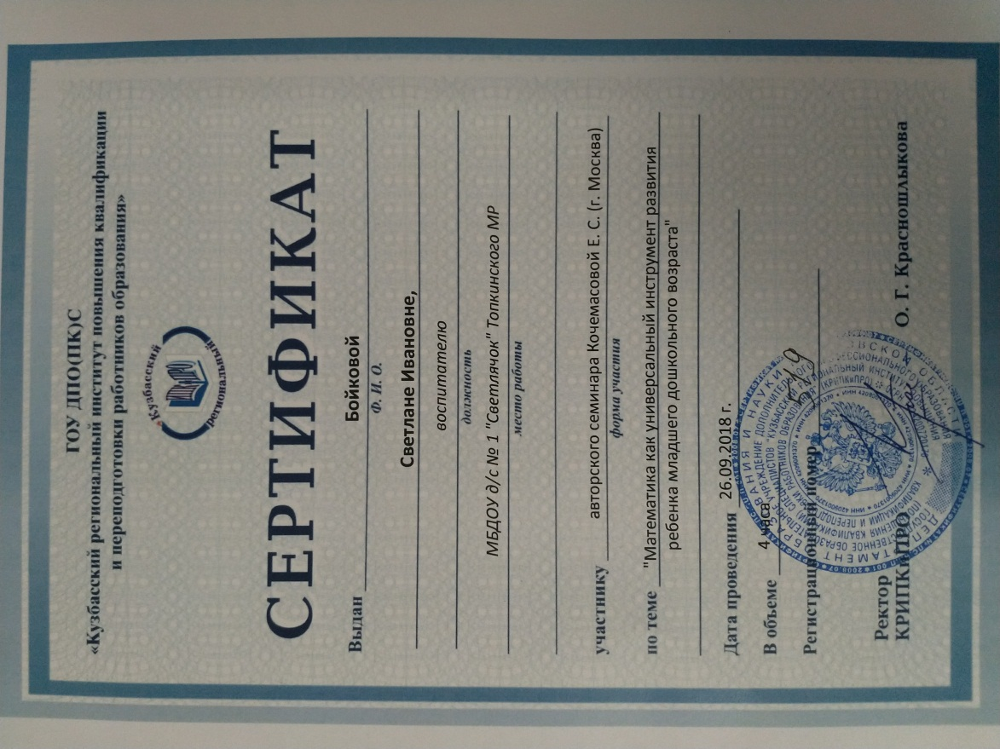 ГОУ ДПО(ПК)С
«Кузбасский региональный институт повышения квалификации
и переподготовки работников образования»
Кузбасский
региональный
СЕРТИФИКАТ
Выдан Бойковой
Ф. И. О.
Светлане Ивановне,
воспитателю
должность
МБДОУ д/с № 1 "Светлячок" Топкинского МР
место работы
участнику авторского семинара Кочемасовой Е. С. (г. Москва)
форма участия
по теме "Математика как универсальный инструмент развития
ребенка младшего дошкольного возраста"
Дата проведения 26.09.2018 г.
В объеме 4 часа
Регистрационный номер
Ректор
КРИПКиПРО О. Г. Красношлыкова